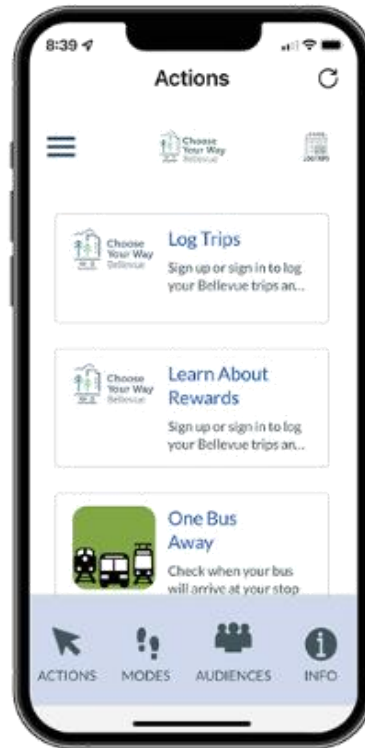 8:39
Actions
Choose
Your Way
Bellevue
LOG TRIPS
Choose
Your Way
Bellevue
Log Trips
Sign up or sign in to log
your Bellevue trips an...
Choose
Your Way
Bellevue
Learn About
Rewards
Sign up or sign in to log
your Bellevue trips an...
One Bus
Away
Check when your bus
will arrive at your stop
ACTIONS
MODES
AUDIENCES
INFO